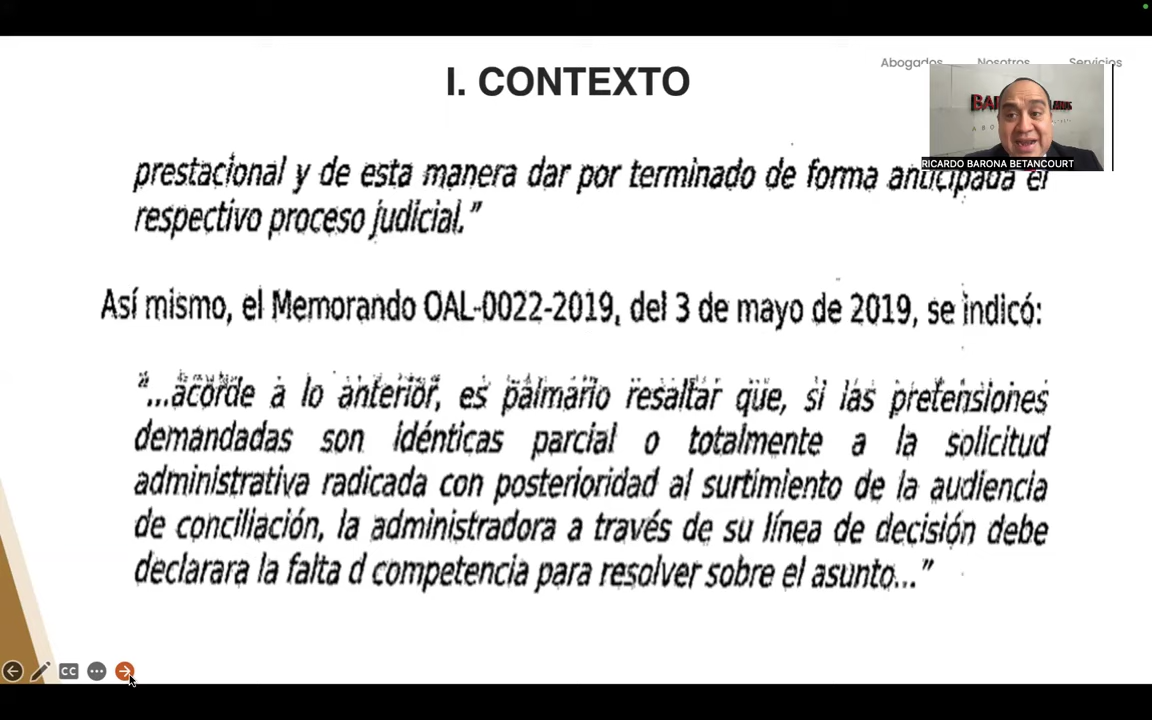 I. CONTEXTO
Abogados Nosotros Servicios
RICARDO BARONA BETANCOURT
prestacional y de esta manera dar por terminado de forma anticipada el
respectivo proceso judicial.”
Así mismo, el Memorando OAL-0022-2019, del 3 de mayo de 2019, se indicó:
“...acorde a lo anterior, es palmario resaltar que, si las pretensiones
demandadas son idénticas parcial o totalmente a la solicitud
administrativa radicada con posterioridad al surtimiento de la audiencia
de conciliación, la administradora a través de su línea de decisión debe
declarara la falta d competencia para resolver sobre el asunto...”
CC